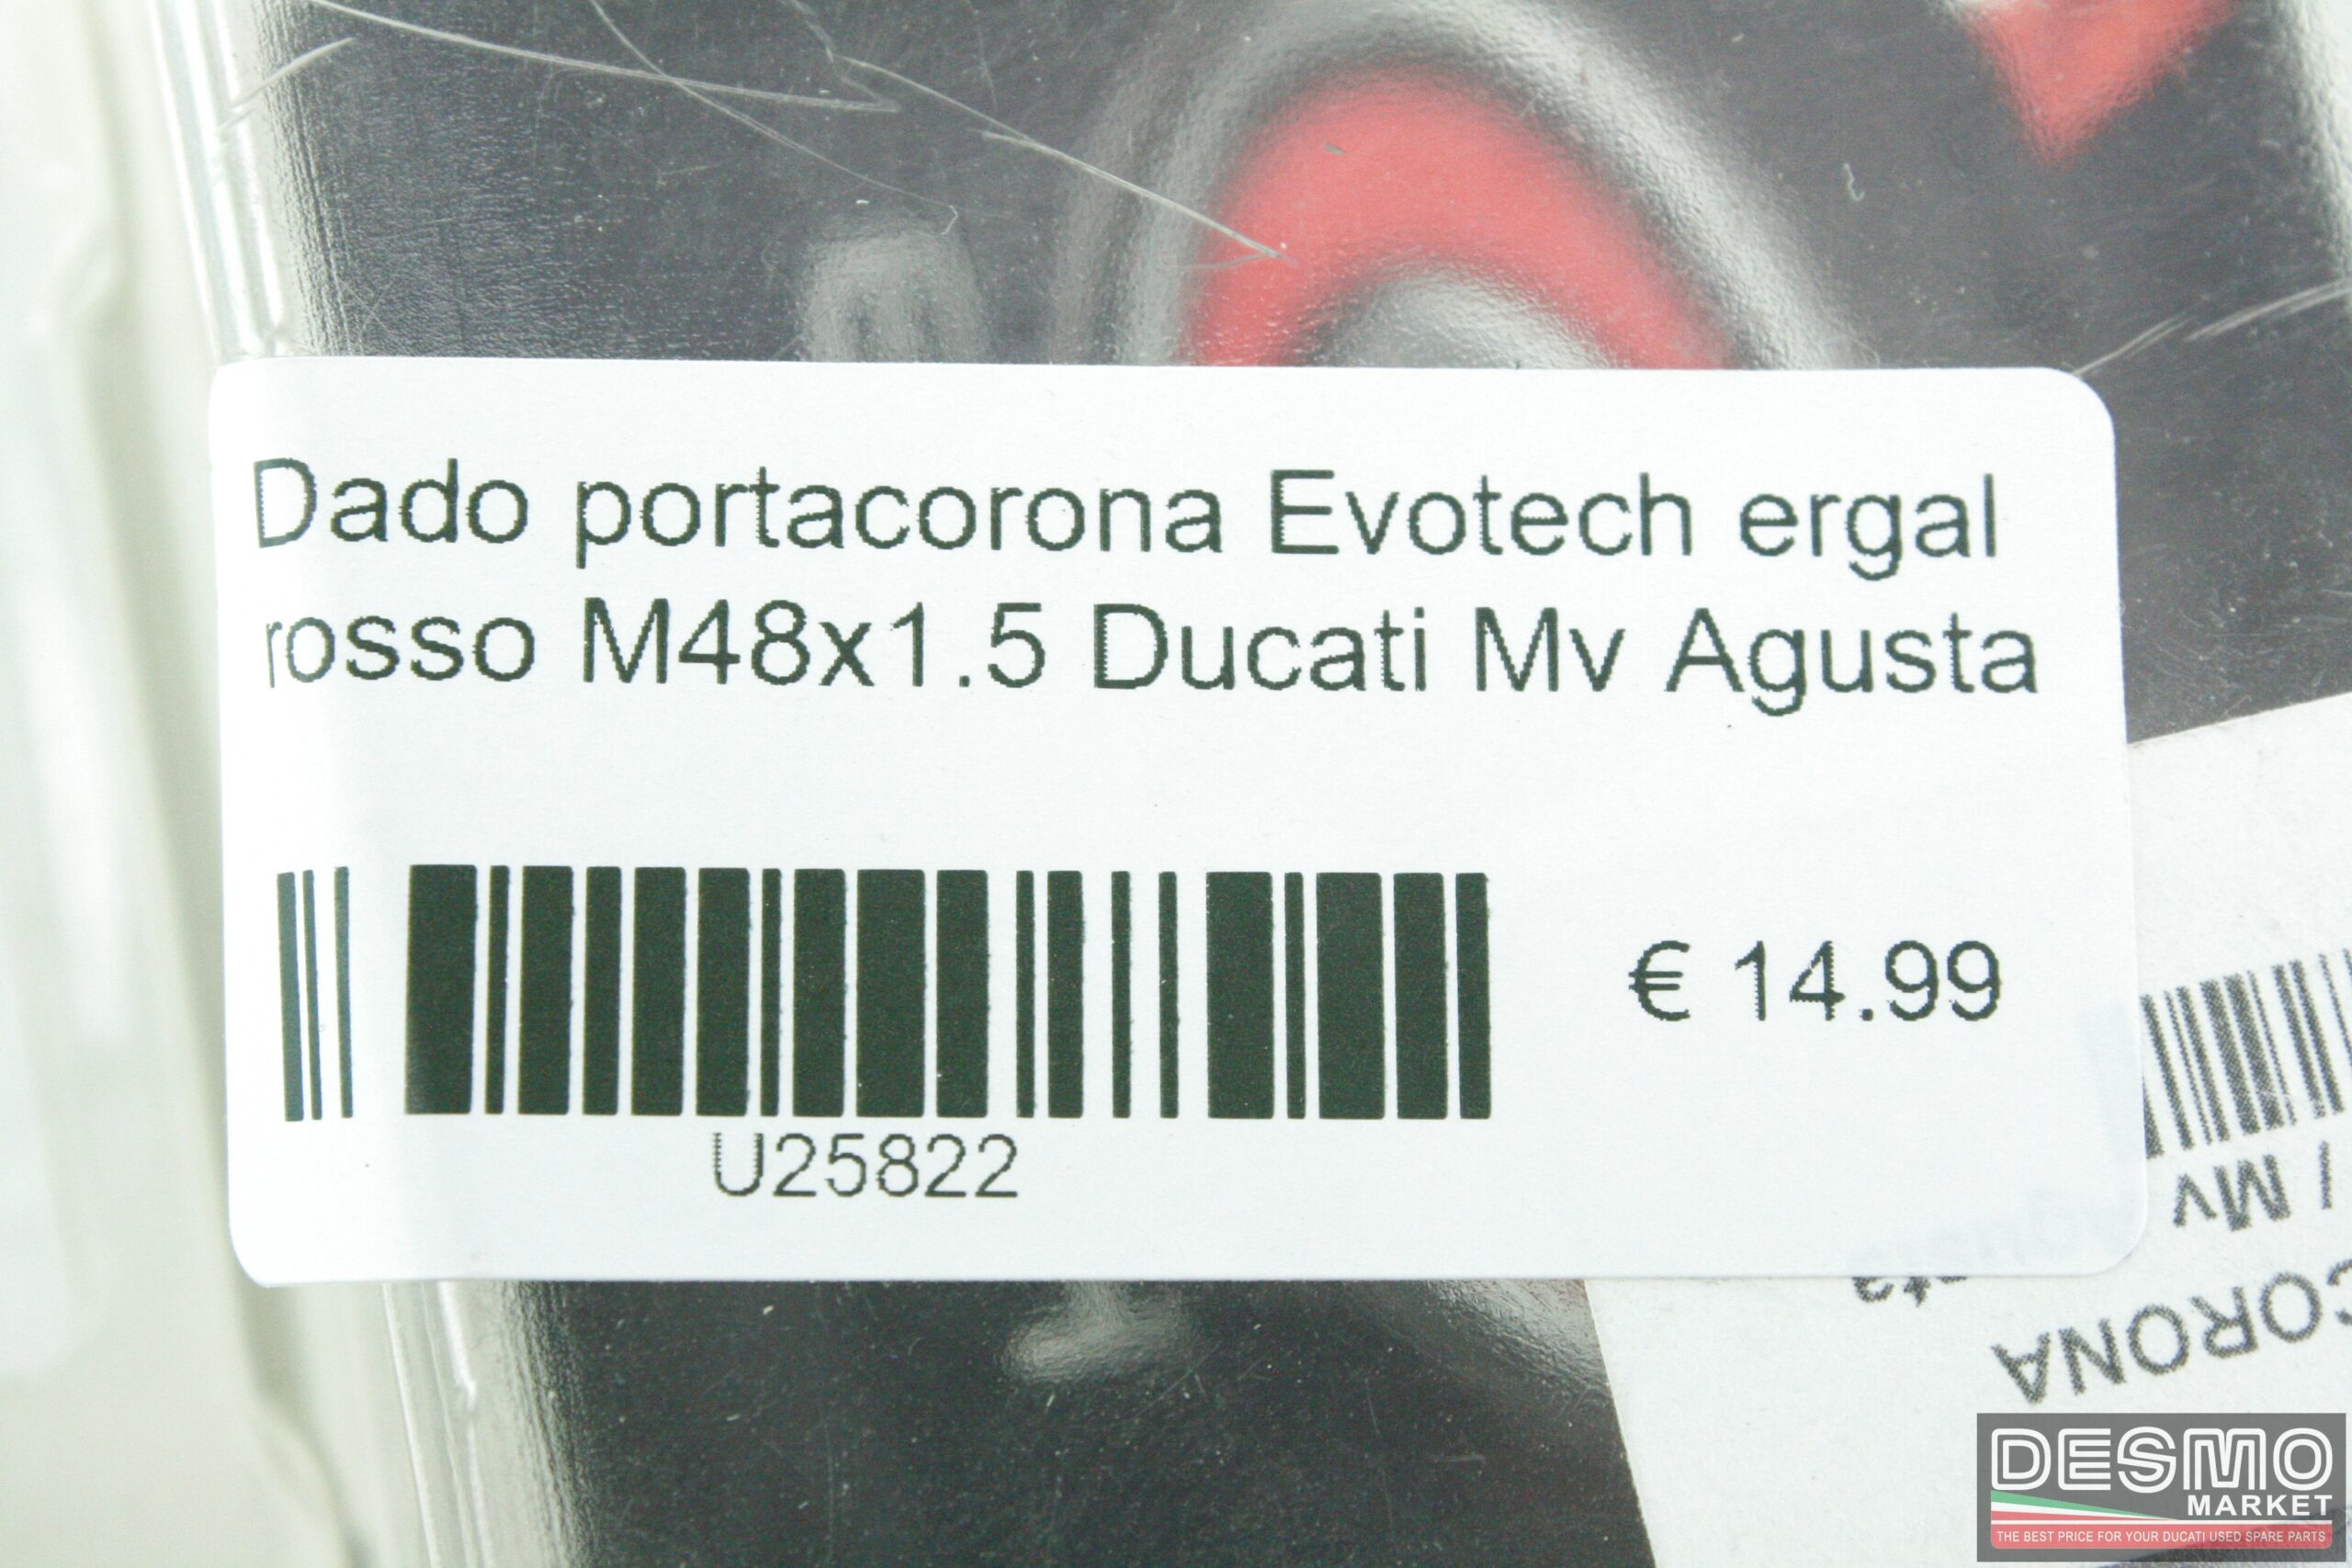 Dado portacorona Evotech ergal
rosso M48x1.5 Ducati Mv Agusta
€ 14.99
U25822
/ Mv
CORONA
DESMO
MARKET
THE BEST PRICE FOR YOUR DUCATI USED SPARE PARTS